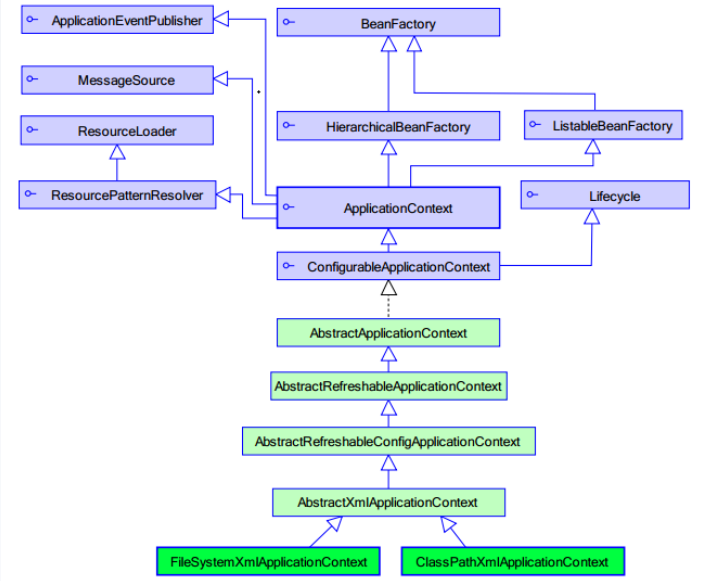 ApplicationEventPublisher
BeanFactory
MessageSource
ResourceLoader
HierarchicalBeanFactory
ListableBeanFactory
ResourcePatternResolver
ApplicationContext
Lifecycle
ConfigurableApplicationContext
AbstractApplicationContext
AbstractRefreshableApplicationContext
AbstractRefreshableConfigApplicationContext
AbstractXmlApplicationContext
FileSystemXmlApplicationContext
ClassPathXmlApplicationContext